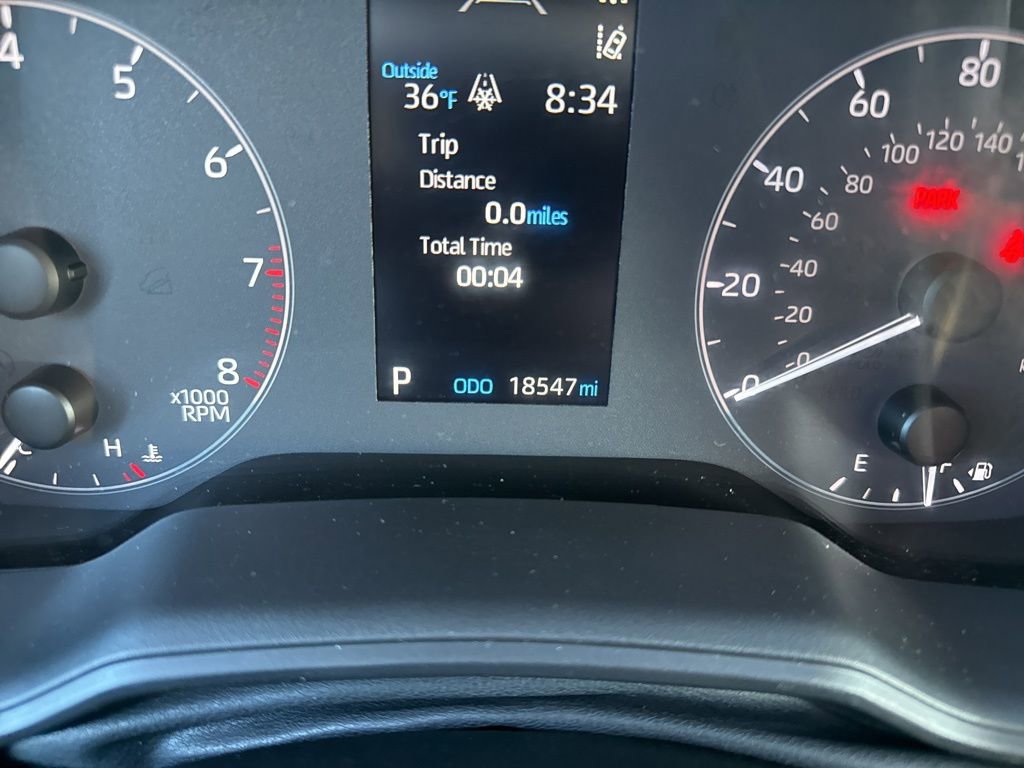 4
5
6
7
8
x1000
RPM
C
H
Outside
36°F
8:34
Trip
Distance
0.0miles
Total Time
00:04
P
ODO 18547mi
0
20
40
60
80
0
20
40
60
80
100
120
140
PARK
E